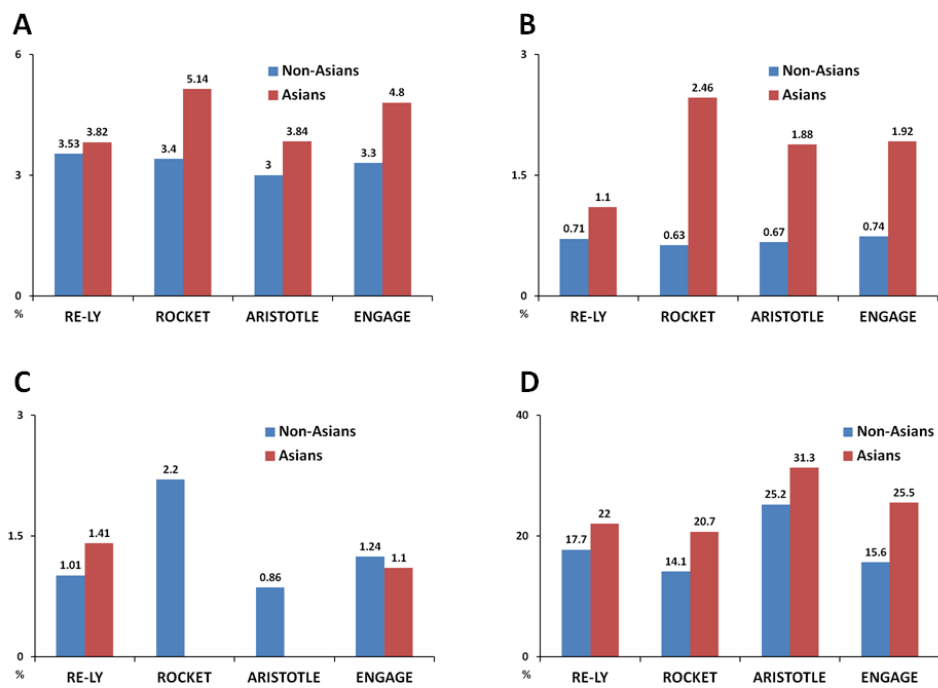 A
6
Non-Asians
5.14
Asians
4.8
3.53 3.82
3.84
3.4
3.3
3
3
0
%
RE-LY ROCKET ARISTOTLE ENGAGE
B
3
Non-Asians
2.46
Asians
1.88 1.92
1.5
1.1
0.71
0.63
0.67
0.74
0
%
RE-LY ROCKET ARISTOTLE ENGAGE
C
3
Non-Asians
Asians
2.2
1.5
1.41
1.24
1.1
1.01
0.86
0
%
RE-LY ROCKET ARISTOTLE ENGAGE
D
40
Non-Asians
Asians
31.3
25.2
25.5
22
20.7
20
17.7
15.6
14.1
0
%
RE-LY ROCKET ARISTOTLE ENGAGE